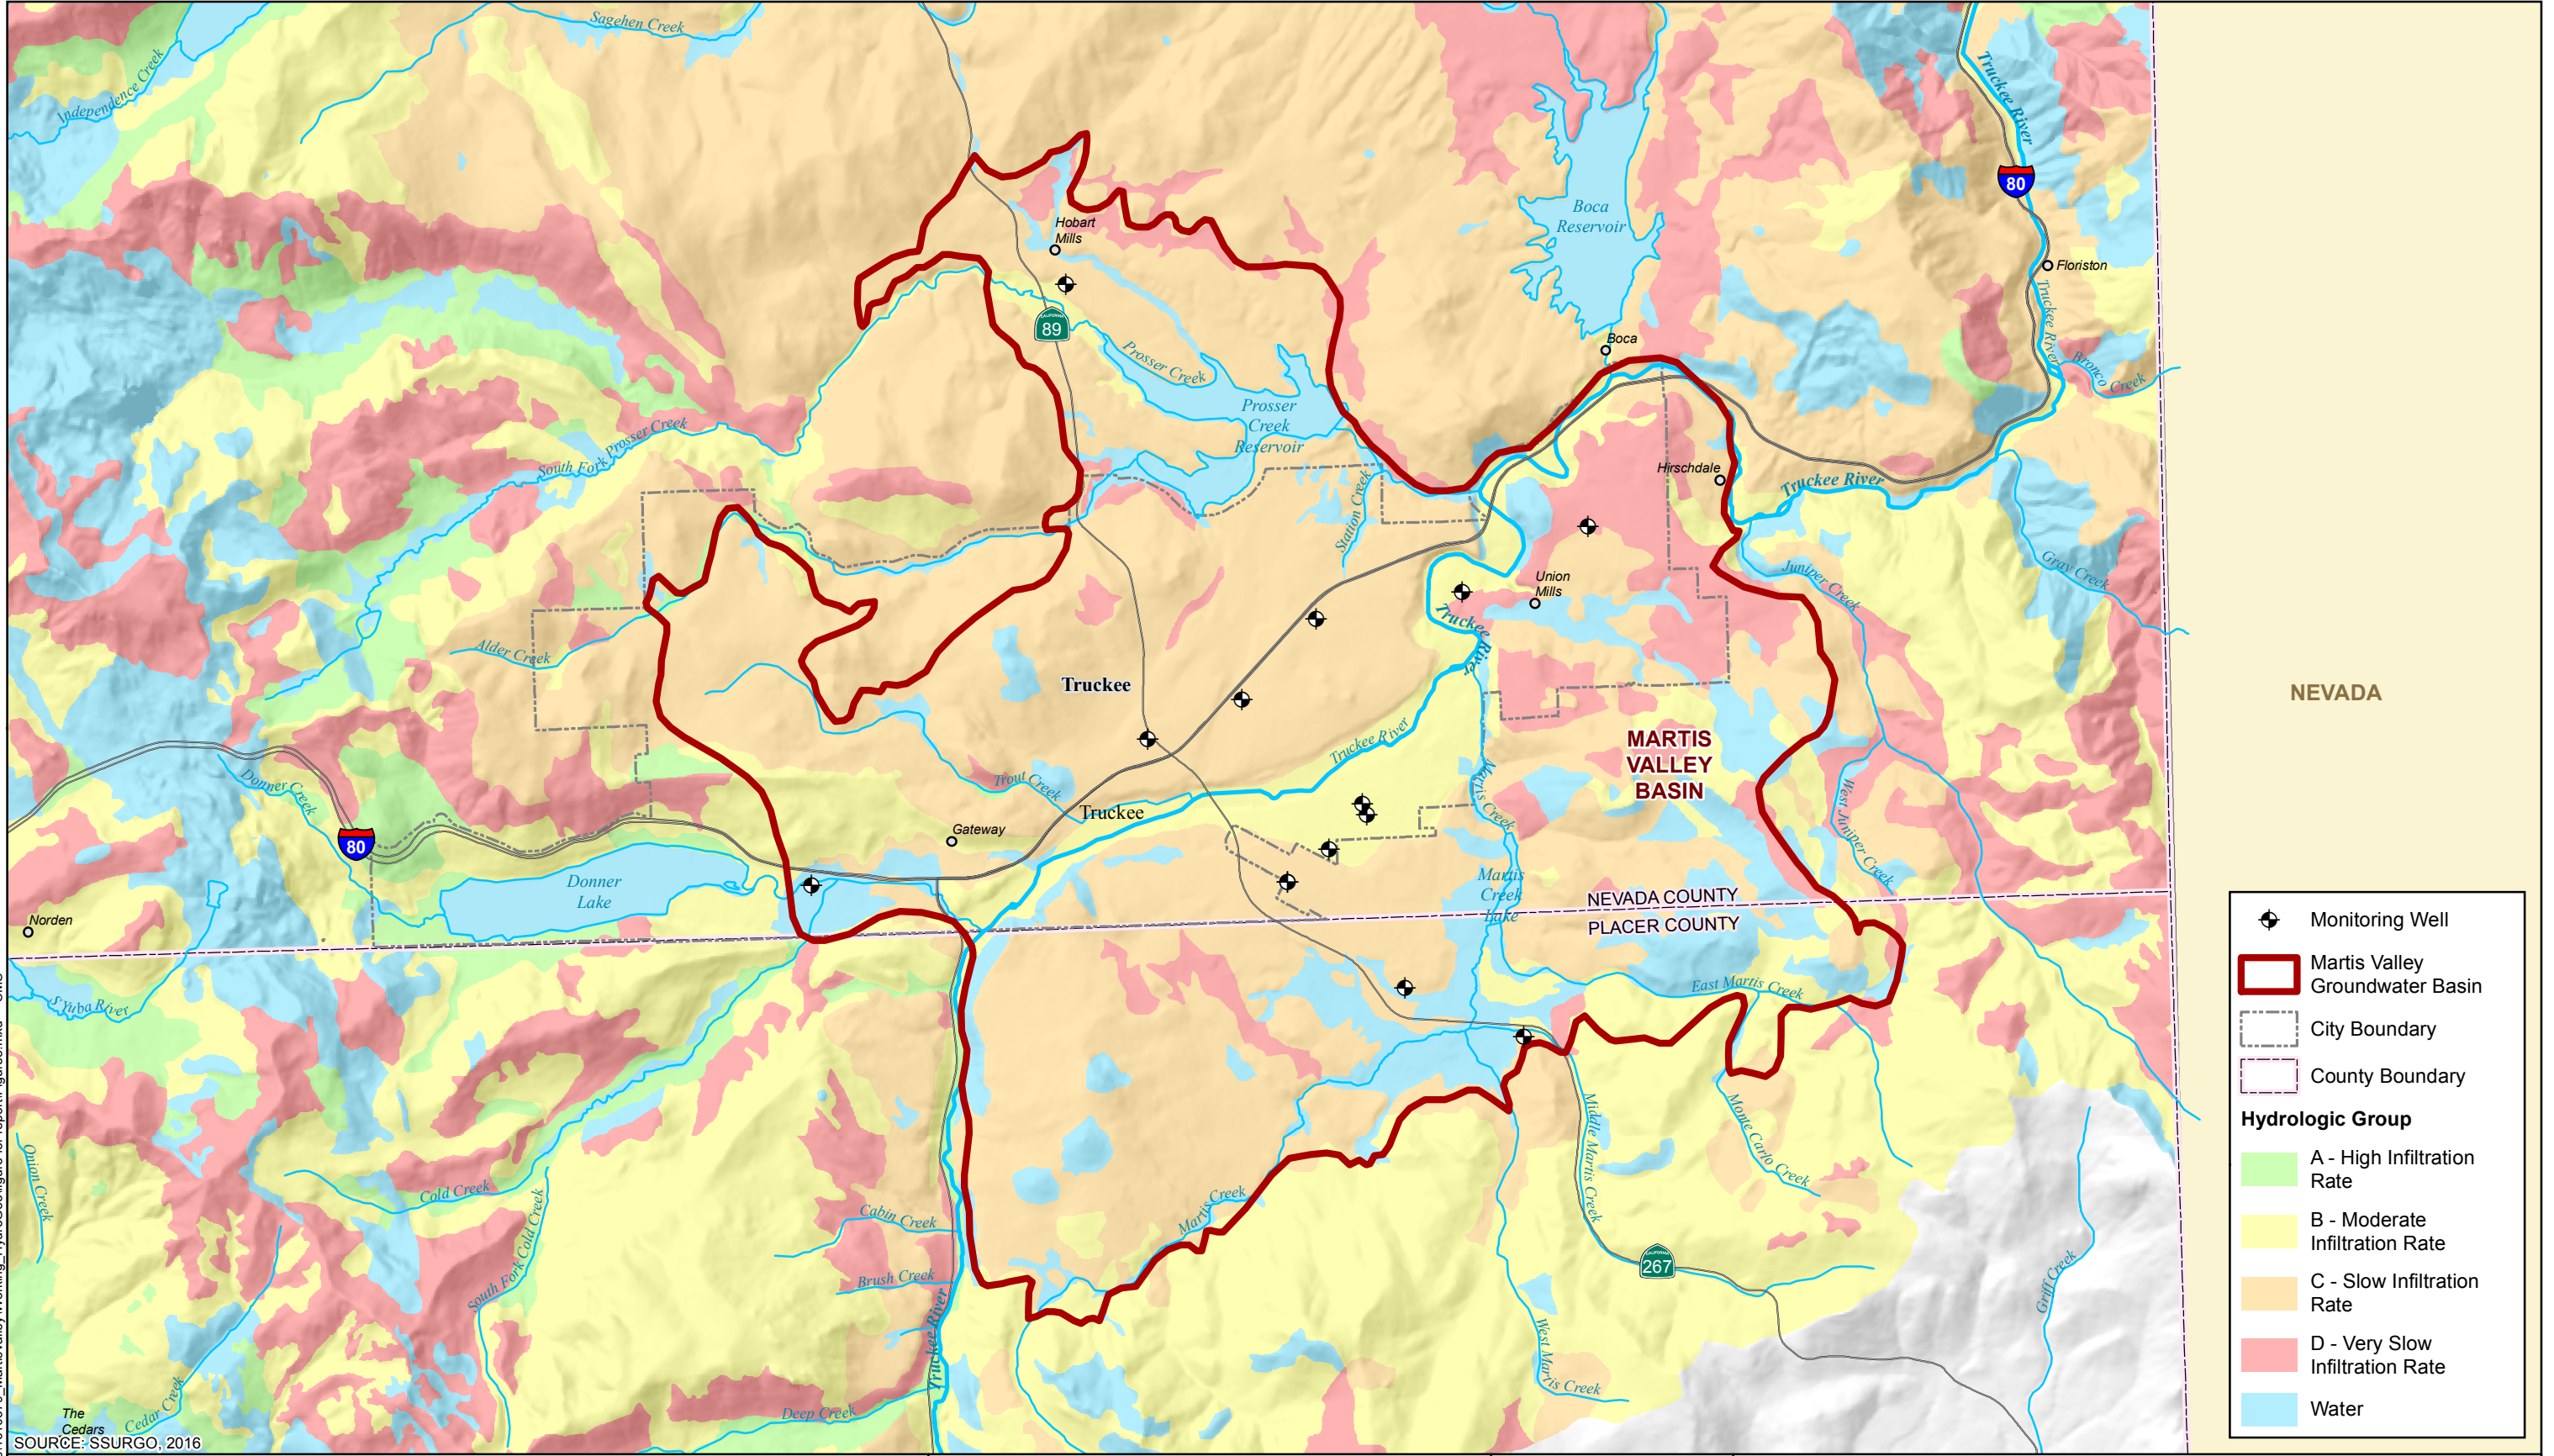 Sagehen Creek
Independence Creek
Truckee River
80
Hobart
Mills
Boca
Reservoir
Floriston
CALIFORNIA
89
Truckee River
Boca
Prosser Creek
Bronco Creek
Prosser
Creek
Reservoir
South Fork Prosser Creek
Station Creek
Hirschdale
Truckee River
Gray Creek
Juniper Creek
Union
Mills
Truckee River
Alder Creek
Truckee
NEVADA
MARTIS
VALLEY
BASIN
Truckee River
Trout Creek
Donner Creek
Truckee
Martis Creek
West Juniper Creek
Gateway
80
Donner
Lake
Martis
Creek
Lake
NEVADA COUNTY
PLACER COUNTY
Norden
S Yuba River
East Martis Creek
Onion Creek
Cold Creek
South Fork Cold Creek
Cabin Creek
Brush Creek
Martis Creek
Middle Martis Creek
Monte Carlo Creek
CALIFORNIA
267
Griff Creek
Truckee River
West Martis Creek
Deep Creek
Cedar Creek
The
Cedars
SOURCE: SSURGO, 2016
Monitoring Well
Martis Valley
Groundwater Basin
City Boundary
County Boundary
Hydrologic Group
A - High Infiltration
Rate
B - Moderate
Infiltration Rate
C - Slow Infiltration
Rate
D - Very Slow
Infiltration Rate
Water